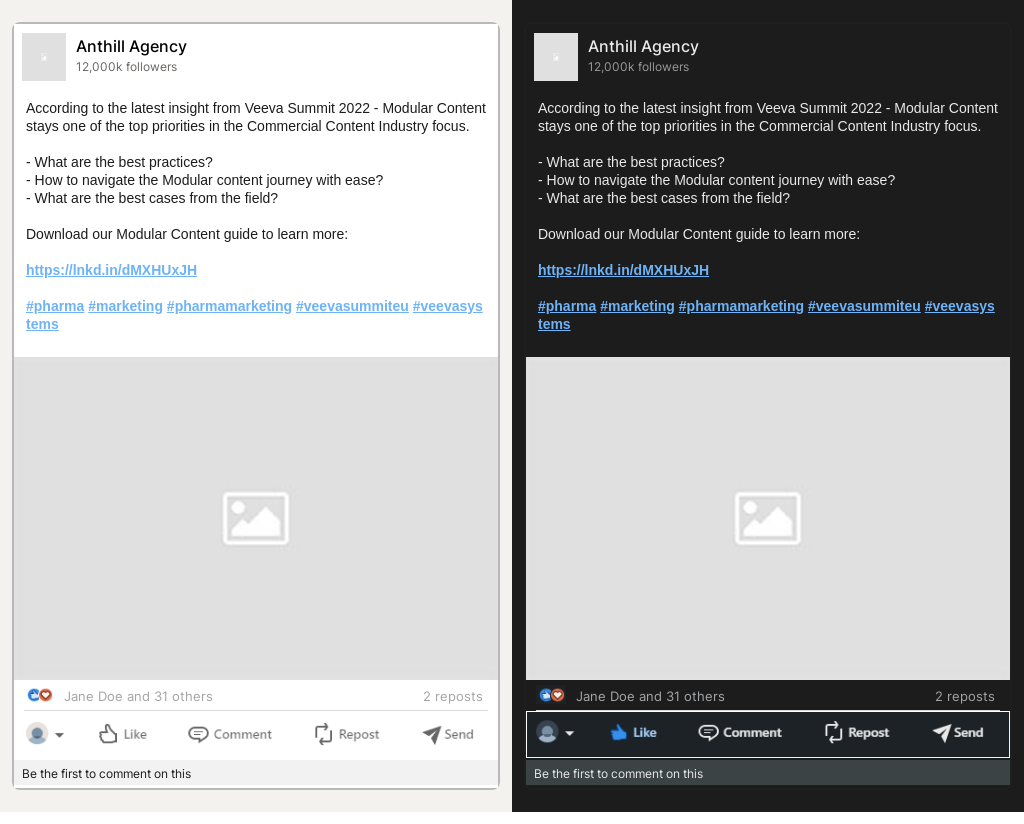 Anthill Agency
12,000k followers
According to the latest insight from Veeva Summit 2022 - Modular Content
stays one of the top priorities in the Commercial Content Industry focus.
- What are the best practices?
- How to navigate the Modular content journey with ease?
- What are the best cases from the field?
Download our Modular Content guide to learn more:
https://lnkd.in/dMXHUxJH
#pharma #marketing #pharmamarketing #veevasummiteu #veevasys
tems
Jane Doe and 31 others 2 reposts
Like Comment Repost Send
Be the first to comment on this
Anthill Agency
12,000k followers
According to the latest insight from Veeva Summit 2022 - Modular Content
stays one of the top priorities in the Commercial Content Industry focus.
- What are the best practices?
- How to navigate the Modular content journey with ease?
- What are the best cases from the field?
Download our Modular Content guide to learn more:
https://lnkd.in/dMXHUxJH
#pharma #marketing #pharmamarketing #veevasummiteu #veevasys
tems
Jane Doe and 31 others 2 reposts
Like Comment Repost Send
Be the first to comment on this